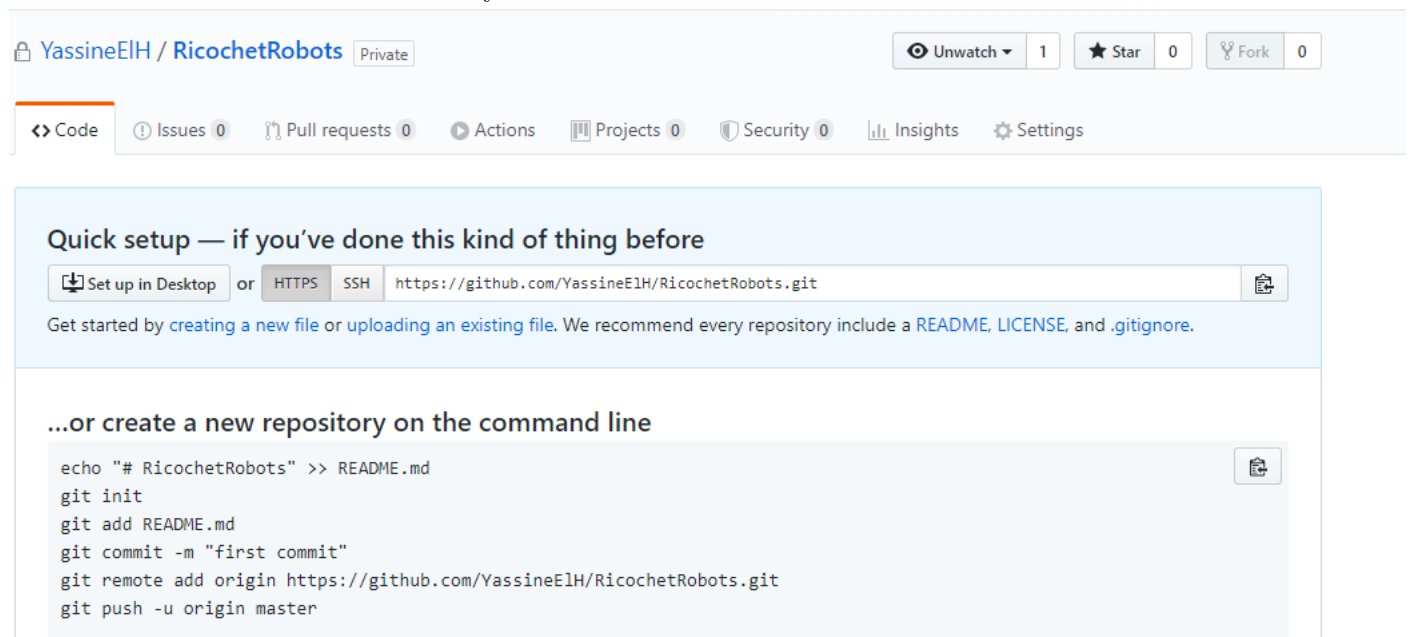 YassineElH / RicochetRobots Private Unwatch 1 Star 0 Fork 0
Code Issues 0 Pull requests 0 Actions Projects 0 Security 0 Insights Settings
Quick setup — if you've done this kind of thing before
Set up in Desktop or HTTPS SSH https://github.com/YassineElH/RicochetRobots.git
Get started by creating a new file or uploading an existing file. We recommend every repository include a README, LICENSE, and .gitignore.
…or create a new repository on the command line
echo "# RicochetRobots" >> README.md
git init
git add README.md
git commit -m "first commit"
git remote add origin https://github.com/YassineElH/RicochetRobots.git
git push -u origin master